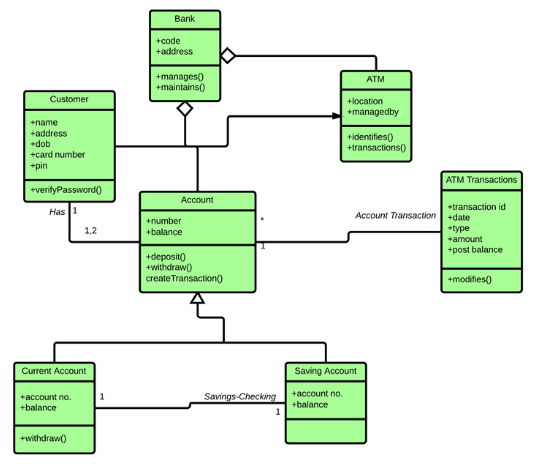 Bank
+code
+address
+manages()
+maintains()
ATM
+location
+managedby
+identifies()
+transactions()
Customer
+name
+address
+dob
+card number
+pin
+verifyPassword()
ATM Transactions
+transaction id
+date
+type
+amount
+post balance
+modifies()
Account
+number
+balance
+deposit()
+withdraw()
createTransaction()
Has
1
1,2
*
1
Account Transaction
Current Account
+account no.
+balance
+withdraw()
Saving Account
+account no.
+balance
1
Savings-Checking
1